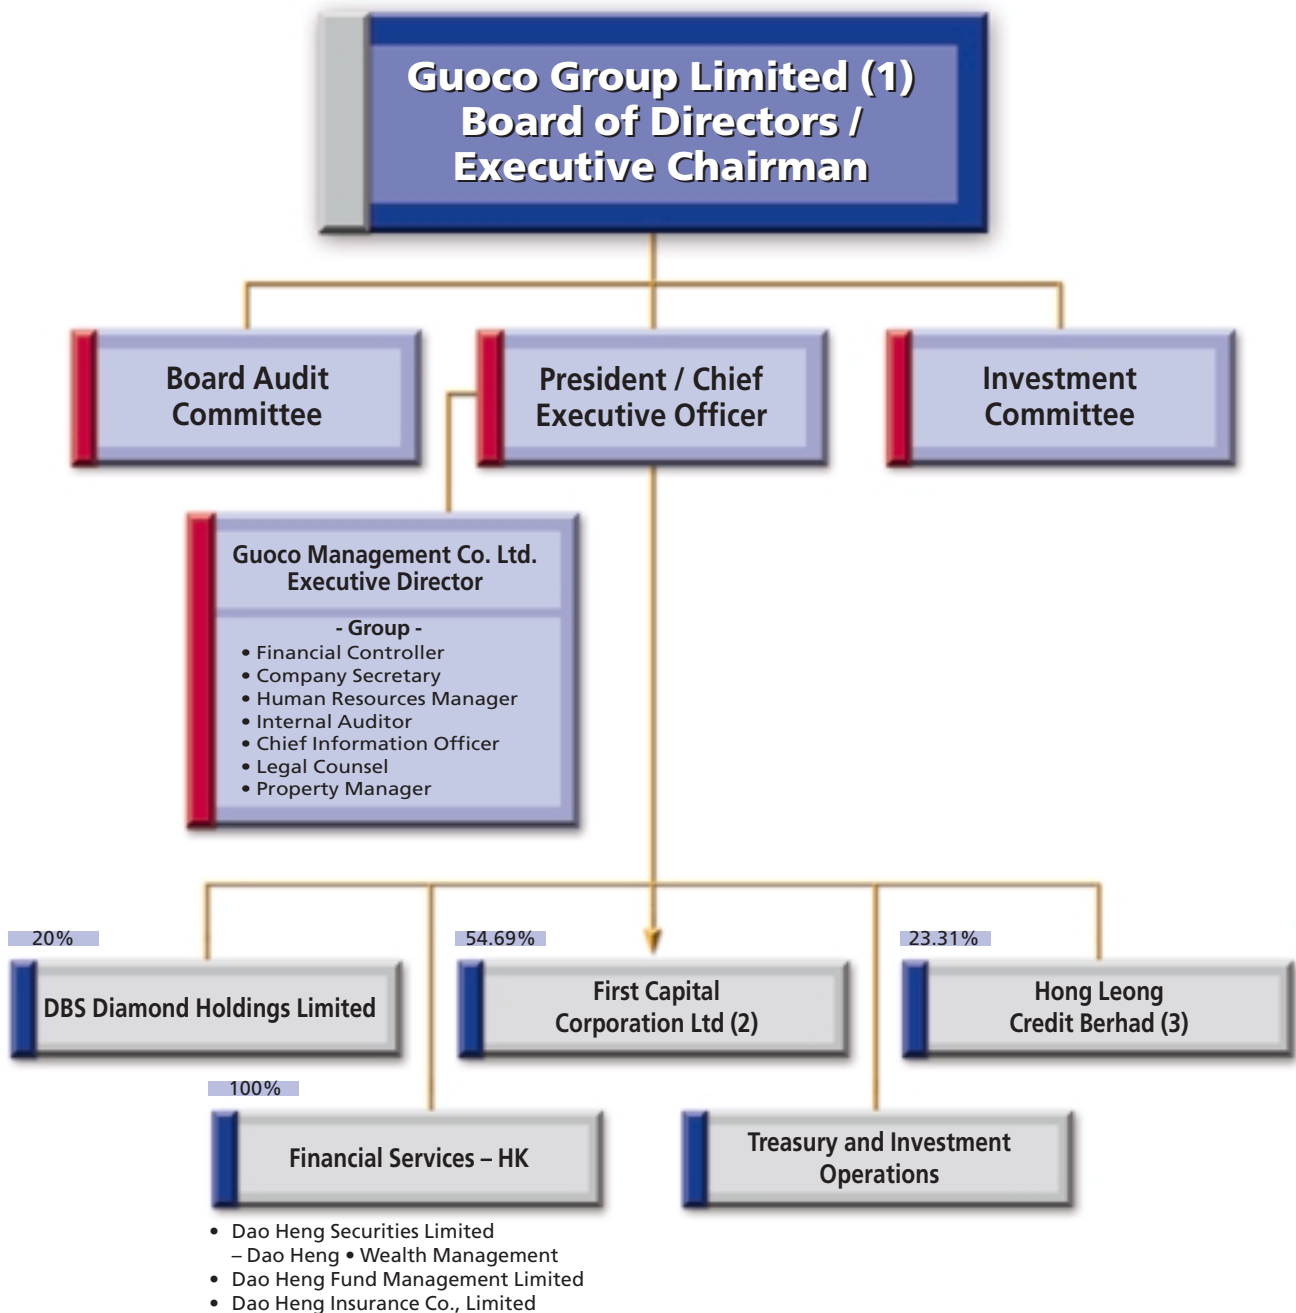 Guoco Group Limited (1)
Board of Directors /
Executive Chairman
Board Audit
Committee
President / Chief
Executive Officer
Investment
Committee
Guoco Management Co. Ltd.
Executive Director
- Group -
• Financial Controller
• Company Secretary
• Human Resources Manager
• Internal Auditor
• Chief Information Officer
• Legal Counsel
• Property Manager
20%
DBS Diamond Holdings Limited
54.69%
First Capital
Corporation Ltd (2)
23.31%
Hong Leong
Credit Berhad (3)
100%
Financial Services – HK
Treasury and Investment
Operations
• Dao Heng Securities Limited
– Dao Heng • Wealth Management
• Dao Heng Fund Management Limited
• Dao Heng Insurance Co., Limited